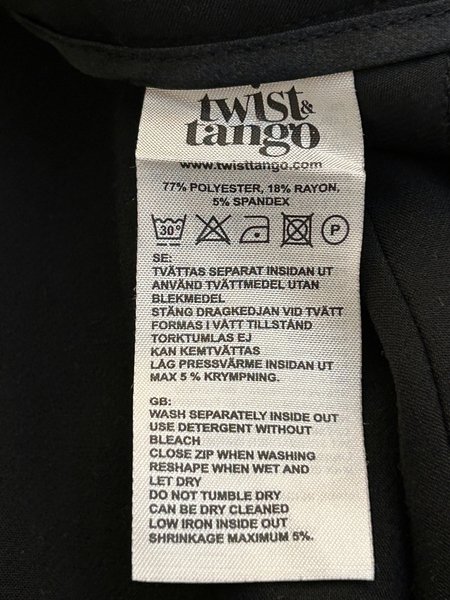 twist&
tango
www.twisttango.com
77% POLYESTER, 18% RAYON,
5% SPANDEX
30° P
SE:
TVÄTTAS SEPARAT INSIDAN UT
ANVÄND TVÄTTMEDEL UTAN
BLEKMEDEL
STÄNG DRAGKEDJAN VID TVÄTT
FORMAS I VÅTT TILLSTÅND
TORKTUMLAS EJ
KAN KEMTVÄTTAS
LÅG PRESSVÄRME INSIDAN UT
MAX 5 % KRYMPNING.
GB:
WASH SEPARATELY INSIDE OUT
USE DETERGENT WITHOUT
BLEACH
CLOSE ZIP WHEN WASHING
RESHAPE WHEN WET AND
LET DRY
DO NOT TUMBLE DRY
CAN BE DRY CLEANED
LOW IRON INSIDE OUT
SHRINKAGE MAXIMUM 5%.